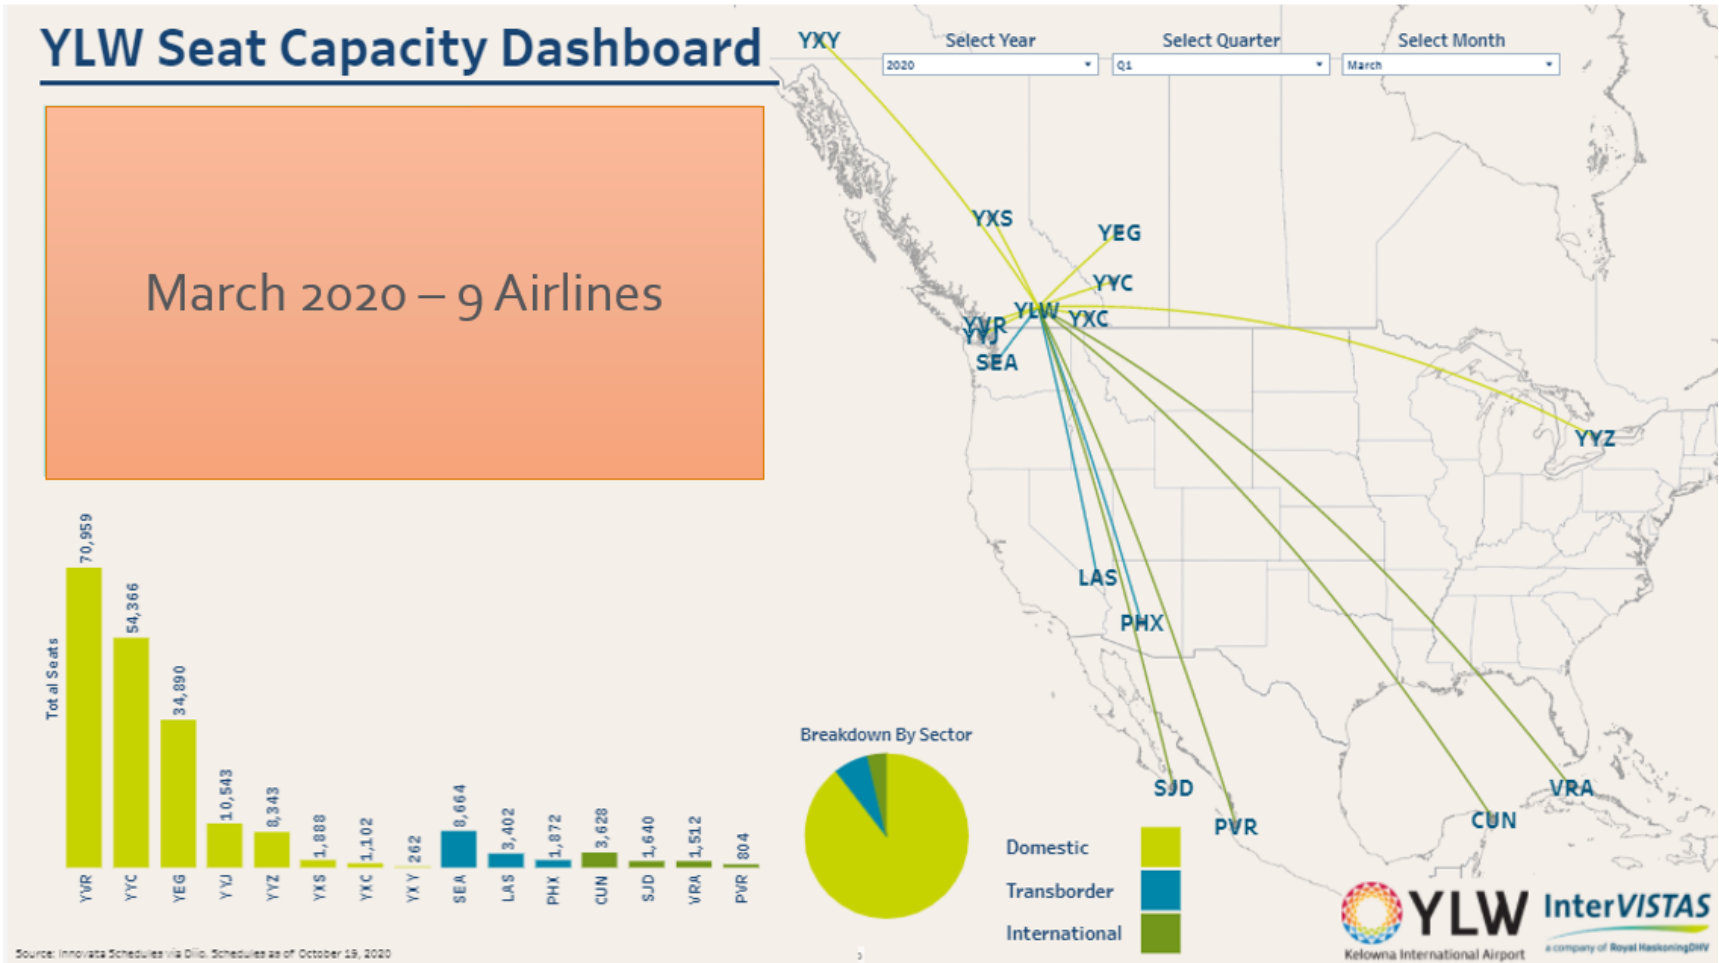 YLW Seat Capacity Dashboard
Select Year
Select Quarter
Select Month
2020
Q1
March
March 2020 – 9 Airlines
YXY
YXS
YEG
YYC
YLW
YXC
YVR
YYJ
SEA
YYZ
LAS
PHX
SJD
PVR
CUN
VRA
Total Seats
70,959
54,366
34,890
10,543
8,343
1,888
1,102
262
8,664
3,402
1,872
3,628
1,640
1,512
804
YVR
YYC
YEG
YYJ
YYZ
YXS
YXC
YXY
SEA
LAS
PHX
CUN
SJD
VRA
PVR
Breakdown By Sector
Domestic
Transborder
International
YLW
Kelowna International Airport
InterVISTAS
a company of Royal HaskoningDHV
Source: Innovata Schedules via Diio. Schedules as of October 19, 2020